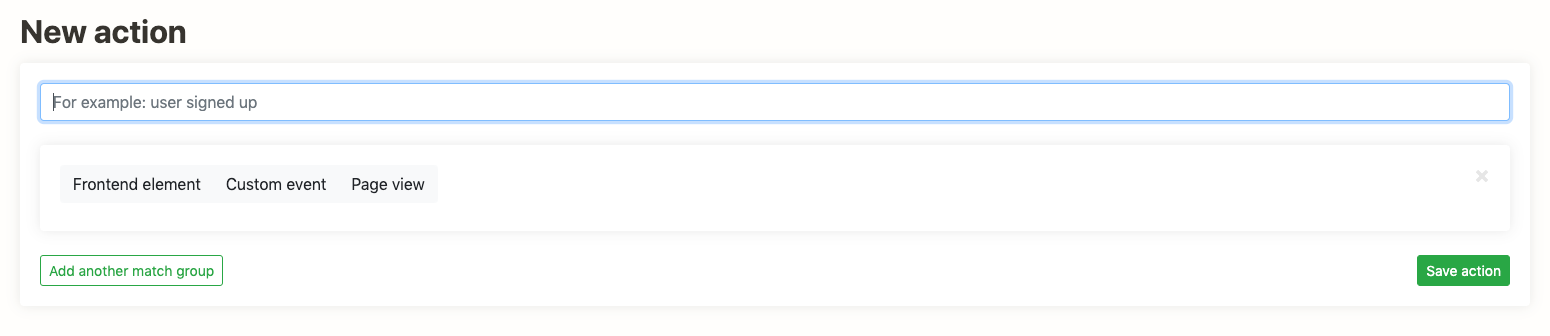 New action
For example: user signed up
Frontend element Custom event Page view
Add another match group Save action